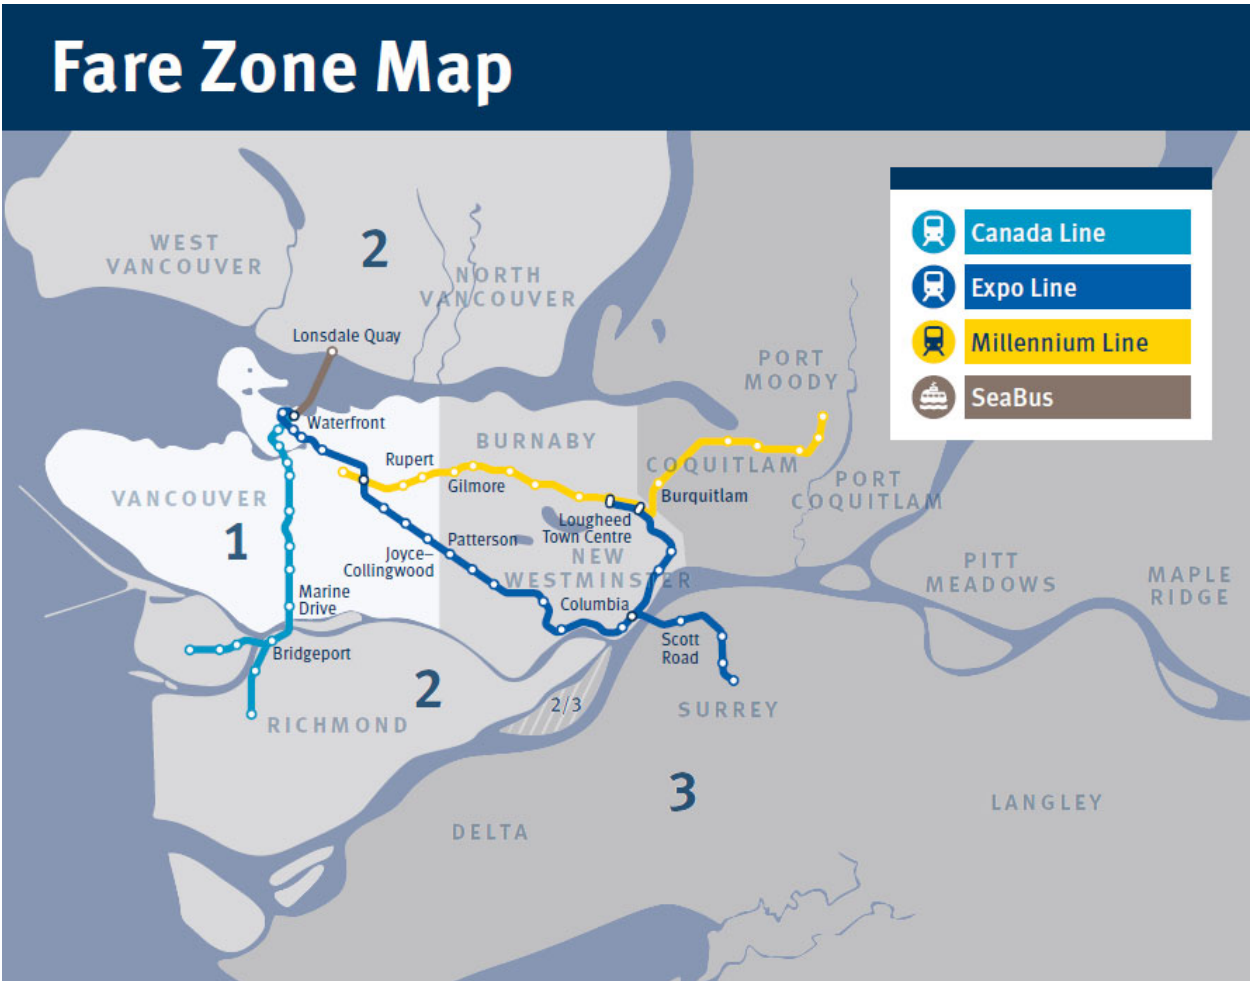 Fare Zone Map
Canada Line
Expo Line
Millennium Line
SeaBus
WEST
VANCOUVER
2
NORTH
VANCOUVER
Lonsdale Quay
PORT
MOODY
Waterfront
BURNABY
Rupert
Gilmore
COQUITLAM
PORT
COQUITLAM
Burquitlam
VANCOUVER
1
Lougheed
Town Centre
Patterson
Joyce–
Collingwood
NEW
WESTMINSTER
PITT
MEADOWS
MAPLE
RIDGE
Marine
Drive
Columbia
Scott
Road
Bridgeport
2
2/3
RICHMOND
SURREY
3
LANGLEY
DELTA